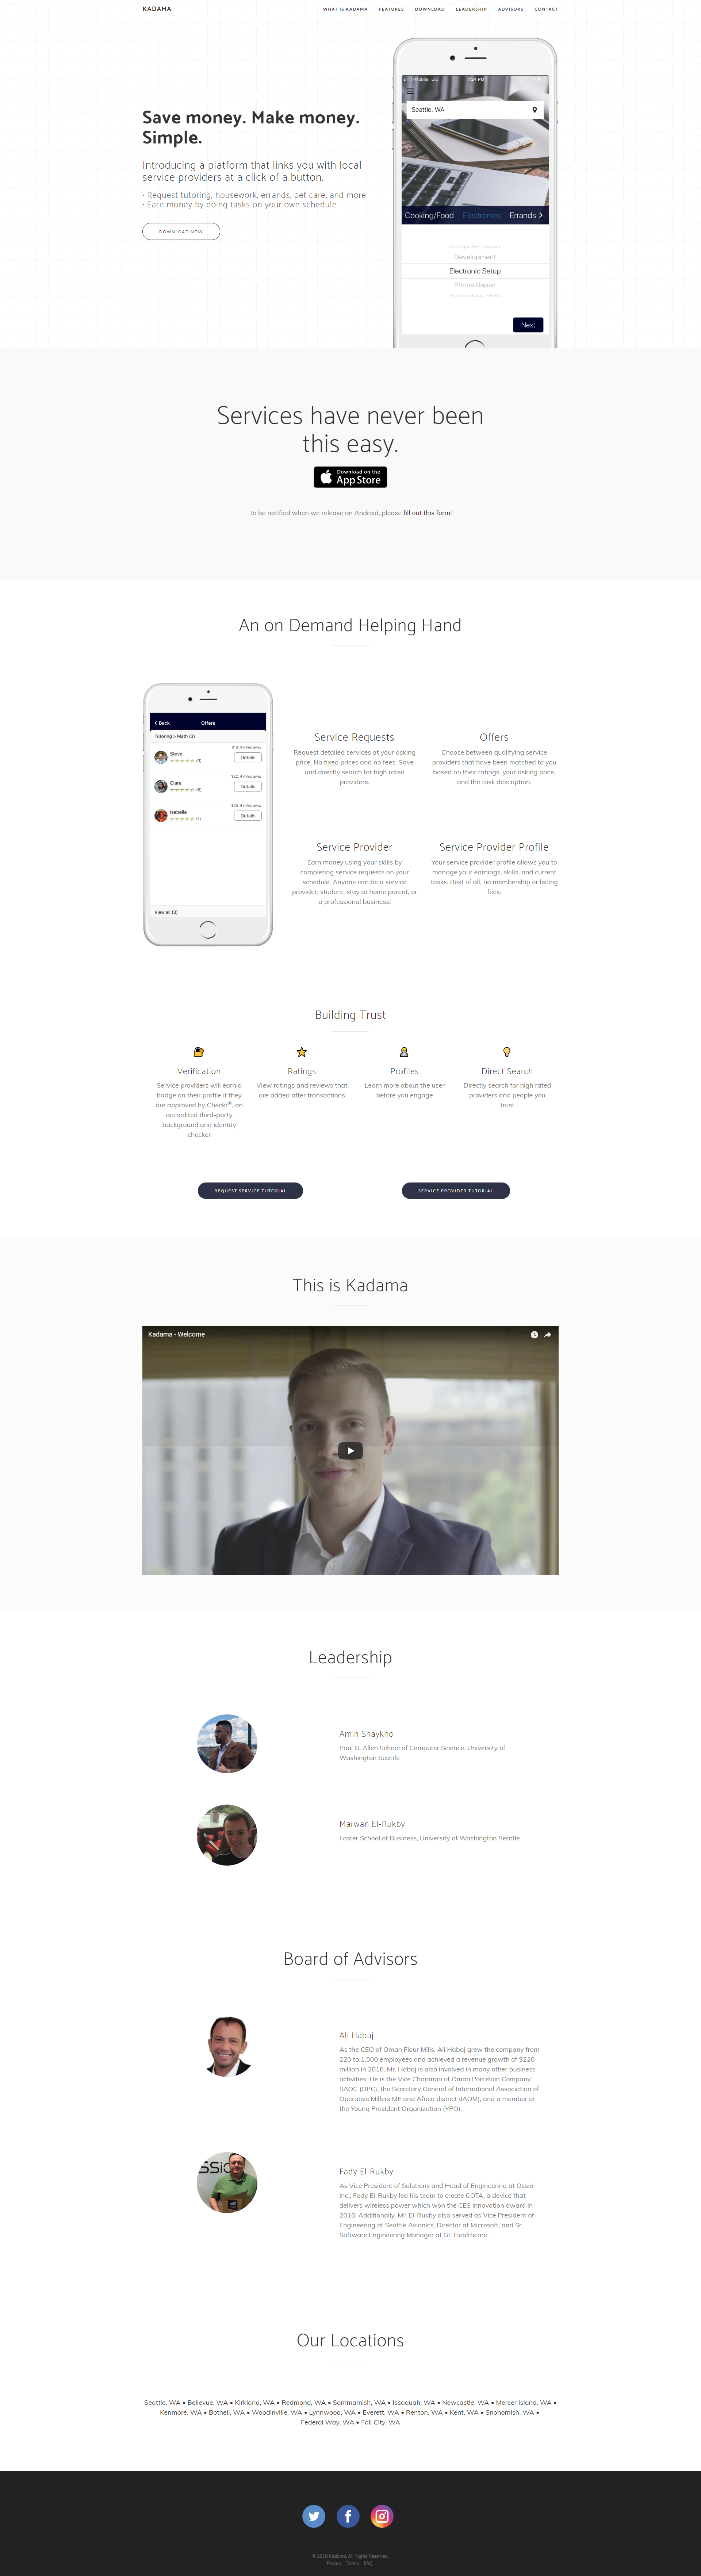 KADAMA
WHAT IS KADAMA FEATURES DOWNLOAD LEADERSHIP ADVISORS CONTACT
Save money. Make money.
Simple.
Introducing a platform that links you with local
service providers at a click of a button.
• Request tutoring, housework, errands, pet care, and more
• Earn money by doing tasks on your own schedule
DOWNLOAD NOW
T-Mobile LTE 7:26 PM
Seattle, WA
Cooking/Food Electronics Errands
Development
Electronic Setup
Phone Repair
Next
Services have never been
this easy.
Download on the
App Store
To be notified when we release on Android, please fill out this form!
An on Demand Helping Hand
Back Offers
Tutoring > Math (3)
$19, 4 miles away
Steve
(3)
Details
$22, 4 miles away
Clare
(8)
Details
$20, 4 miles away
Isabella
(1)
Details
View all (3)
Service Requests
Request detailed services at your asking
price. No fixed prices and no fees. Save
and directly search for high rated
providers.
Offers
Choose between qualifying service
providers that have been matched to you
based on their ratings, your asking price,
and the task description.
Service Provider
Earn money using your skills by
completing service requests on your
schedule. Anyone can be a service
provider; student, stay at home parent, or
a professional business!
Service Provider Profile
Your service provider profile allows you to
manage your earnings, skills, and current
tasks. Best of all, no membership or listing
fees.
Building Trust
Verification
Service providers will earn a
badge on their profile if they
are approved by Checkr®, an
accredited third-party
background and identity
checker
Ratings
View ratings and reviews that
are added after transactions
Profiles
Learn more about the user
before you engage
Direct Search
Directly search for high rated
providers and people you
trust
REQUEST SERVICE TUTORIAL
SERVICE PROVIDER TUTORIAL
This is Kadama
Kadama - Welcome
Leadership
Amin Shaykho
Paul G. Allen School of Computer Science, University of
Washington Seattle
Marwan El-Rukby
Foster School of Business, University of Washington Seattle
Board of Advisors
Ali Habaj
As the CEO of Oman Flour Mills, Ali Habaj grew the company from
220 to 1,500 employees and achieved a revenue growth of $220
million in 2016. Mr. Habaj is also involved in many other business
activities. He is the Vice Chairman of Oman Porcelain Company
SAOC (OPC), the Secretary General of International Association of
Operative Millers ME and Africa district (IAOM), and a member at
the Young President Organization (YPO).
Fady El-Rukby
As Vice President of Solutions and Head of Engineering at Ossia
Inc., Fady El-Rukby led his team to create COTA, a device that
delivers wireless power which won the CES innovation award in
2016. Additionally, Mr. El-Rukby also served as Vice President of
Engineering at Seattle Avionics, Director at Microsoft, and Sr.
Software Engineering Manager at GE Healthcare.
Our Locations
Seattle, WA • Bellevue, WA • Kirkland, WA • Redmond, WA • Sammamish, WA • Issaquah, WA • Newcastle, WA • Mercer Island, WA •
Kenmore, WA • Bothell, WA • Woodinville, WA • Lynnwood, WA • Everett, WA • Renton, WA • Kent, WA • Snohomish, WA •
Federal Way, WA • Fall City, WA
© 2018 Kadama. All Rights Reserved.
Privacy Terms FAQ